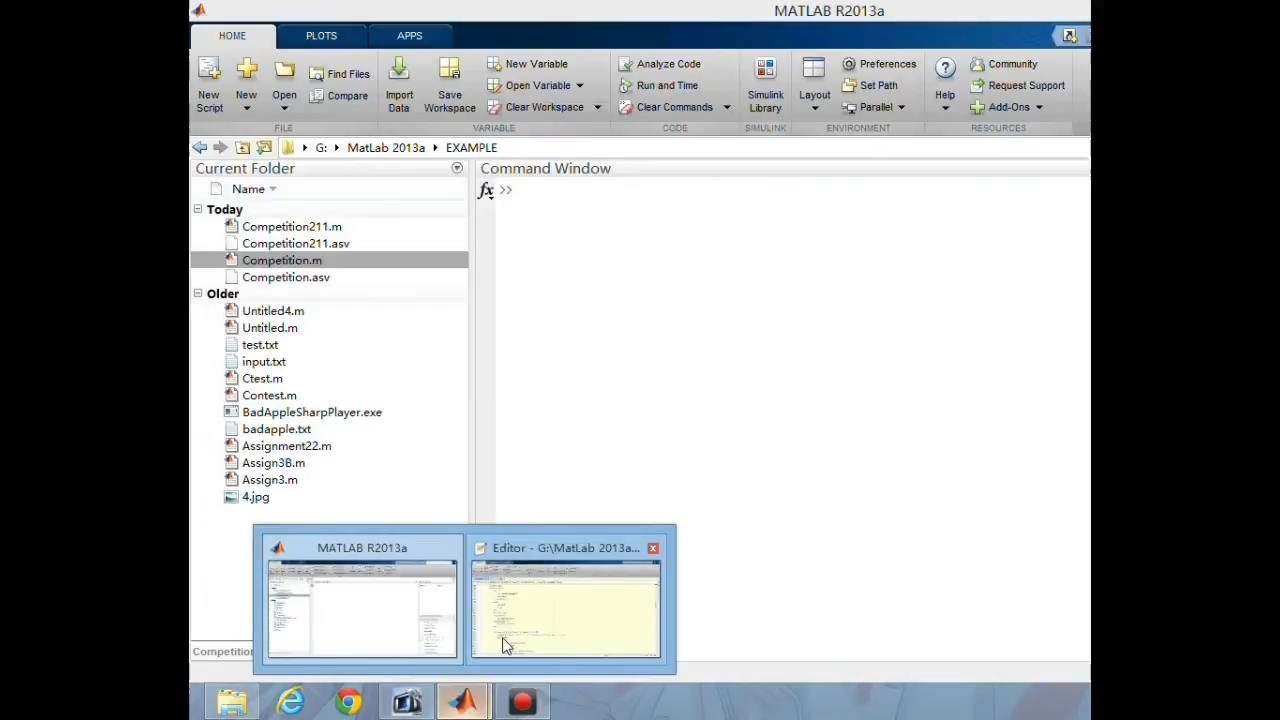 MATLAB R2013a
HOME PLOTS APPS
New Script
New
Open
Find Files
Compare
Import Data
Save Workspace
New Variable
Open Variable
Clear Workspace
Analyze Code
Run and Time
Clear Commands
Simulink Library
Layout
Preferences
Set Path
Parallel
Help
Community
Request Support
Add-Ons
FILE VARIABLE CODE SIMULINK ENVIRONMENT RESOURCES
G: MatLab 2013a EXAMPLE
Current Folder
Name
Today
Competition211.m
Competition211.asv
Competition.m
Competition.asv
Older
Untitled4.m
Untitled.m
test.txt
input.txt
Ctest.m
Contest.m
BadAppleSharpPlayer.exe
badapple.txt
Assignment22.m
Assign3B.m
Assign3.m
4.jpg
Command Window
fx >>
MATLAB R2013a
Editor - G:\MatLab 2013a...
Competition